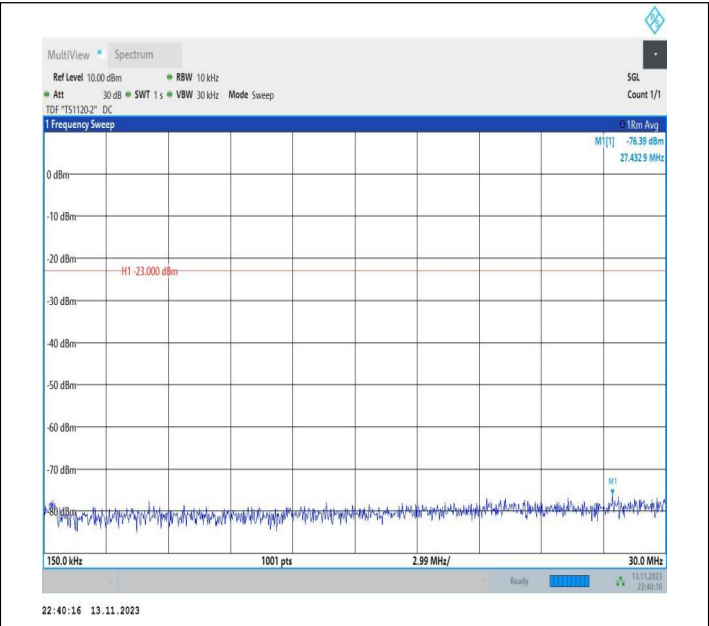 MultiView Spectrum
Ref Level 10.00 dBm RBW 10 kHz SGL
Att 30 dB SWT 1 s VBW 30 kHz Mode Sweep Count 1/1
TDF "TS1120-2" DC
1 Frequency Sweep 1Rm Avg
M1[1] -76.39 dBm
27.432 9 MHz
0 dBm
-10 dBm
-20 dBm
H1 -23.000 dBm
-30 dBm
-40 dBm
-50 dBm
-60 dBm
-70 dBm
M1
-80 dBm
150.0 kHz 1001 pts 2.99 MHz/ 30.0 MHz
Ready 13.11.2023
22:40:16
22:40:16 13.11.2023